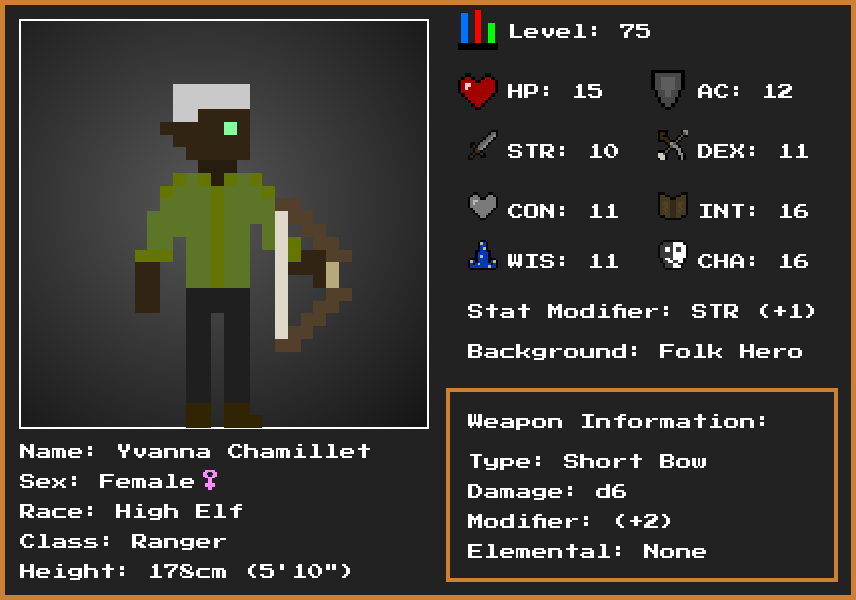 Level: 75
HP: 15
AC: 12
STR: 10
DEX: 11
CON: 11
INT: 16
WIS: 11
CHA: 16
Stat Modifier: STR (+1)
Background: Folk Hero
Weapon Information:
Type: Short Bow
Damage: d6
Modifier: (+2)
Elemental: None
Name: Yvanna Chamillet
Sex: Female♀
Race: High Elf
Class: Ranger
Height: 178cm (5'10")